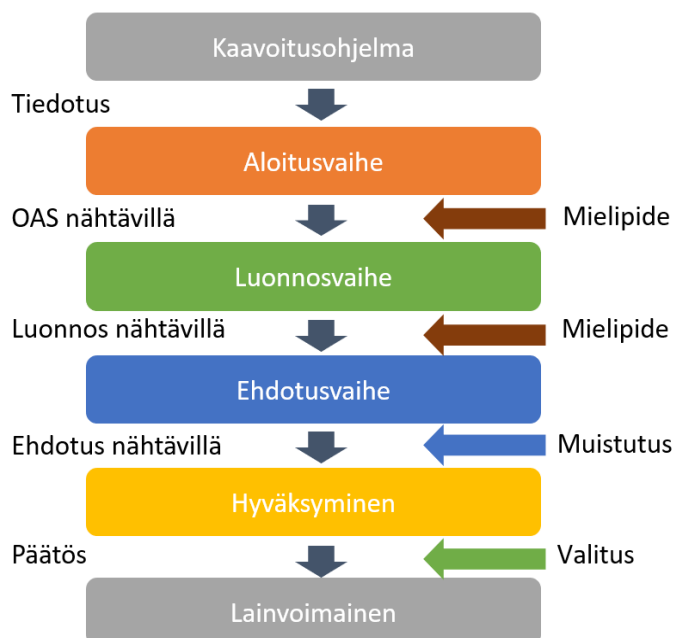 Kaavoitusohjelma
Tiedotus
Aloitusvaihe
OAS nähtävillä
Mielipide
Luonnosvaihe
Luonnos nähtävillä
Mielipide
Ehdotusvaihe
Ehdotus nähtävillä
Muistutus
Hyväksyminen
Päätös
Valitus
Lainvoimainen